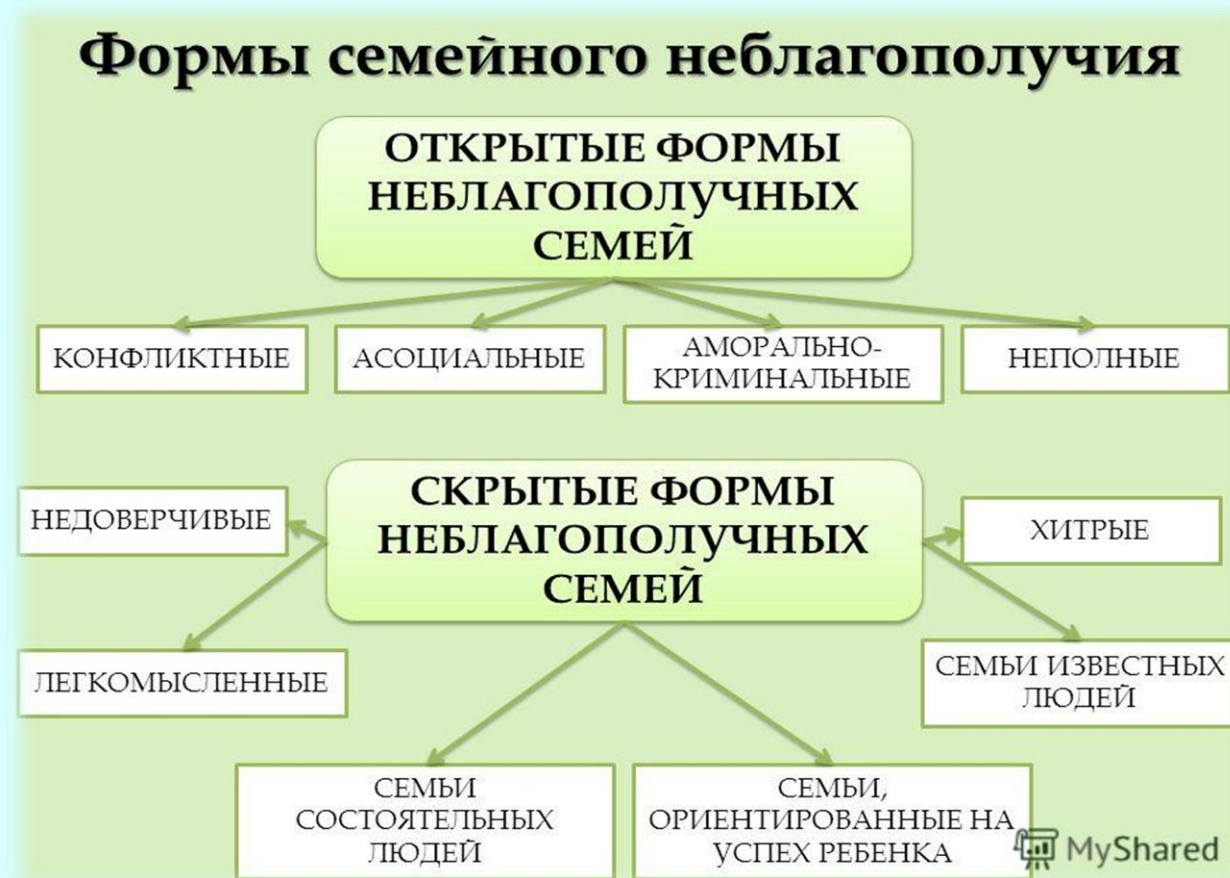 Формы семейного неблагополучия
ОТКРЫТЫЕ ФОРМЫ
НЕБЛАГОПОЛУЧНЫХ
СЕМЕЙ
КОНФЛИКТНЫЕ
АСОЦИАЛЬНЫЕ
АМОРАЛЬНО-
КРИМИНАЛЬНЫЕ
НЕПОЛНЫЕ
СКРЫТЫЕ ФОРМЫ
НЕБЛАГОПОЛУЧНЫХ
СЕМЕЙ
НЕДОВЕРЧИВЫЕ
ХИТРЫЕ
ЛЕГКОМЫСЛЕННЫЕ
СЕМЬИ ИЗВЕСТНЫХ
ЛЮДЕЙ
СЕМЬИ
СОСТОЯТЕЛЬНЫХ
ЛЮДЕЙ
СЕМЬИ,
ОРИЕНТИРОВАННЫЕ НА
УСПЕХ РЕБЕНКА
MyShared